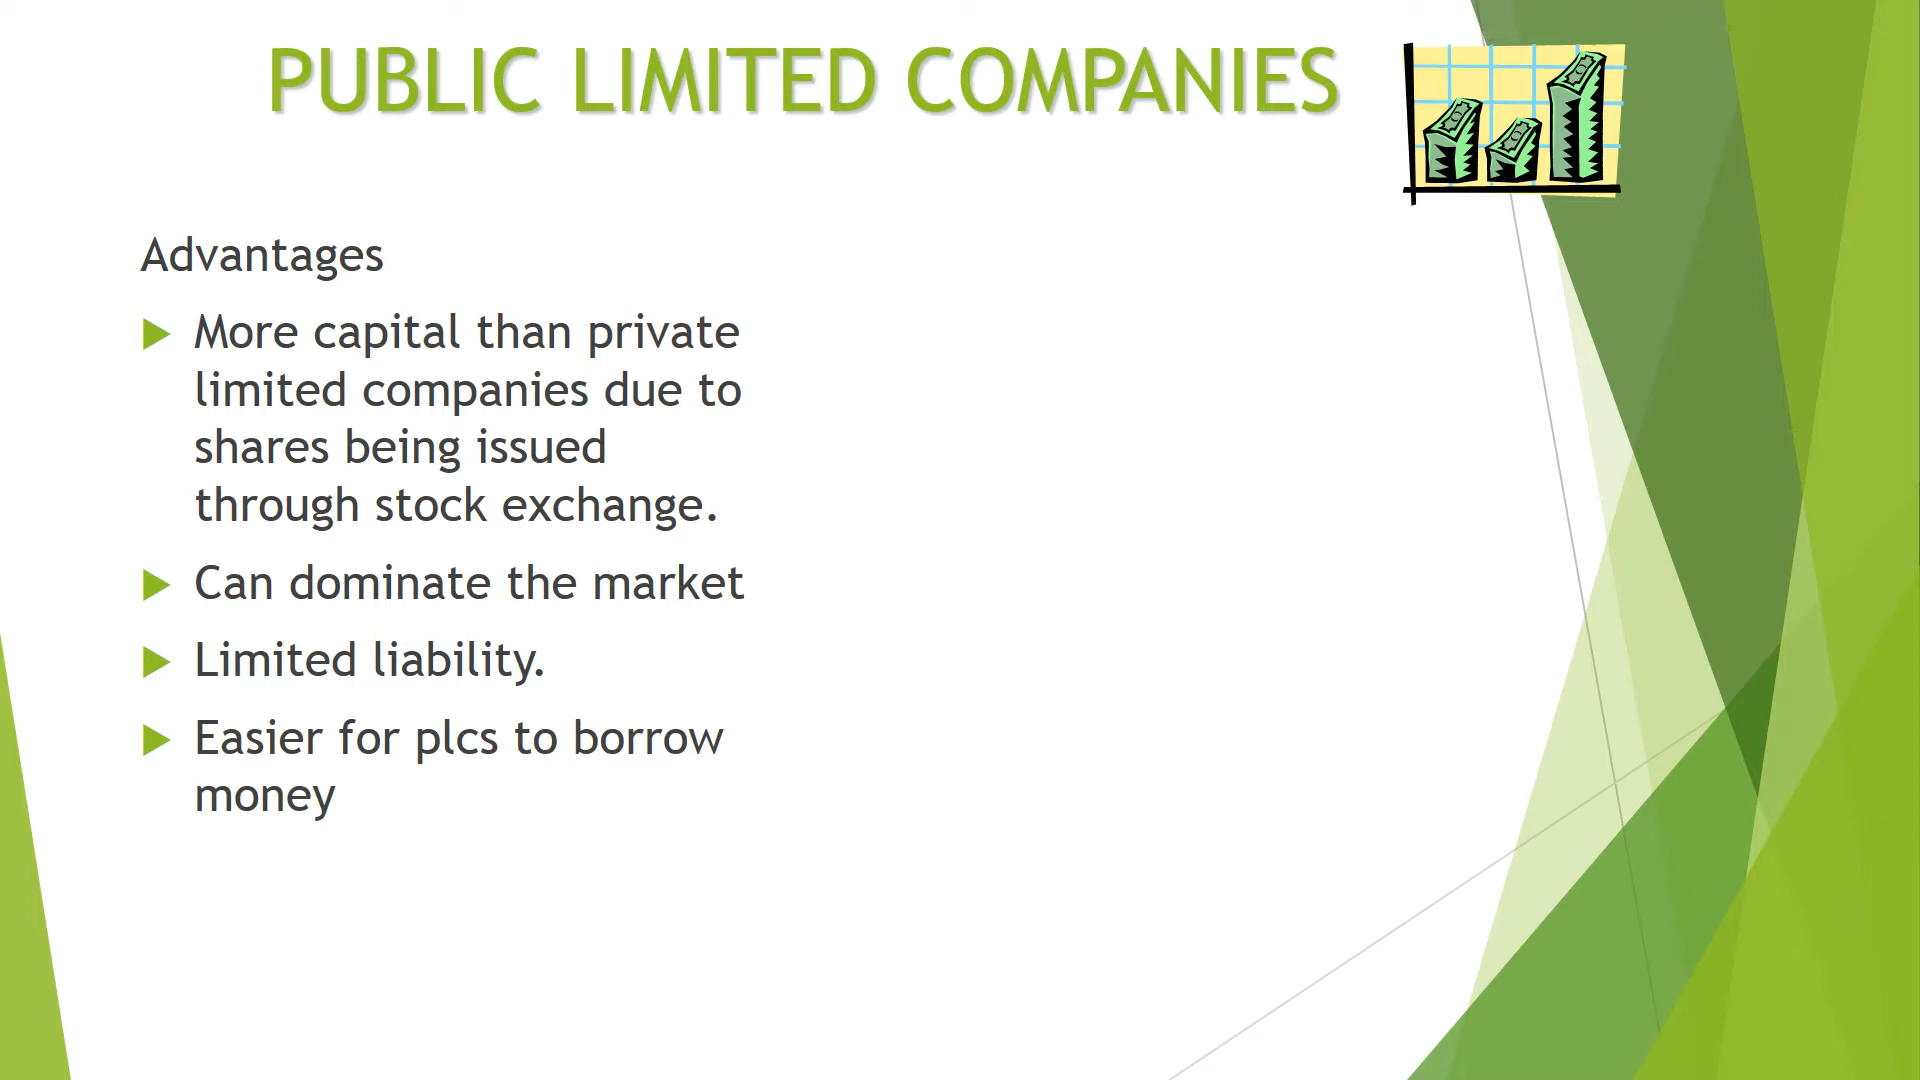 PUBLIC LIMITED COMPANIES
Advantages
More capital than private
limited companies due to
shares being issued
through stock exchange.
Can dominate the market
Limited liability.
Easier for plcs to borrow
money